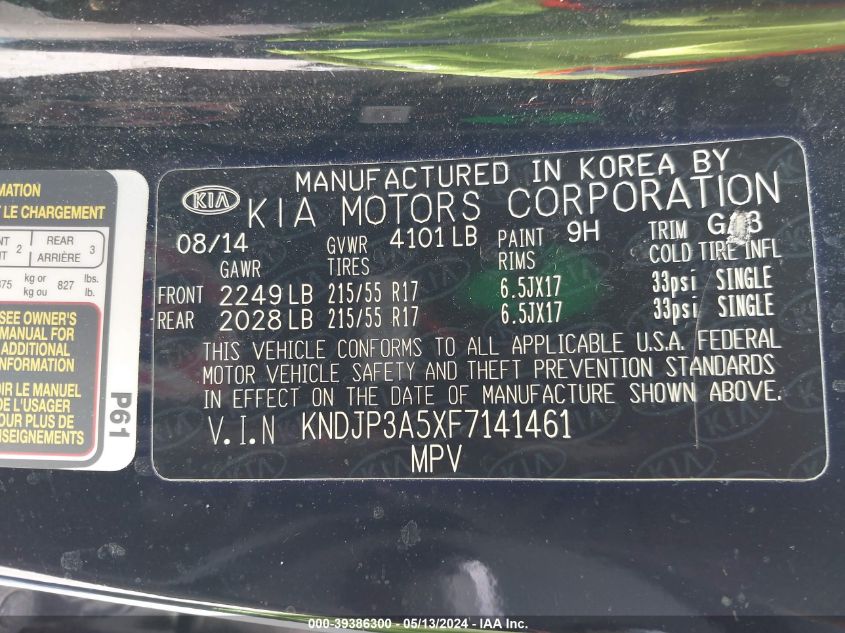 MATION
LE CHARGEMENT
2 REAR ARRIÈRE 3
375 kg or kg ou 827 lbs. lb.
SEE OWNER'S
MANUAL FOR
ADDITIONAL
INFORMATION
LE MANUEL
DE L'USAGER
POUR PLUS DE
P61
MANUFACTURED IN KOREA BY
KIA KIA MOTORS CORPORATION
08/14 GVWR 4101 LB PAINT 9H TRIM
GAWR TIRES RIMS COLD TIRE INFL
FRONT 2249 LB 215/55 R17 6.5JX17 33psi SINGLE
REAR 2028 LB 215/55 R17 6.5JX17 33psi SINGLE
THIS VEHICLE CONFORMS TO ALL APPLICABLE U.S.A. FEDERAL
MOTOR VEHICLE SAFETY AND THEFT PREVENTION STANDARDS
IN EFFECT ON THE DATE OF MANUFACTURE SHOWN ABOVE.
V.I.N KNDJP3A5XF7141461
MPV
000-39386300 - 05/13/2024 - IAA Inc.